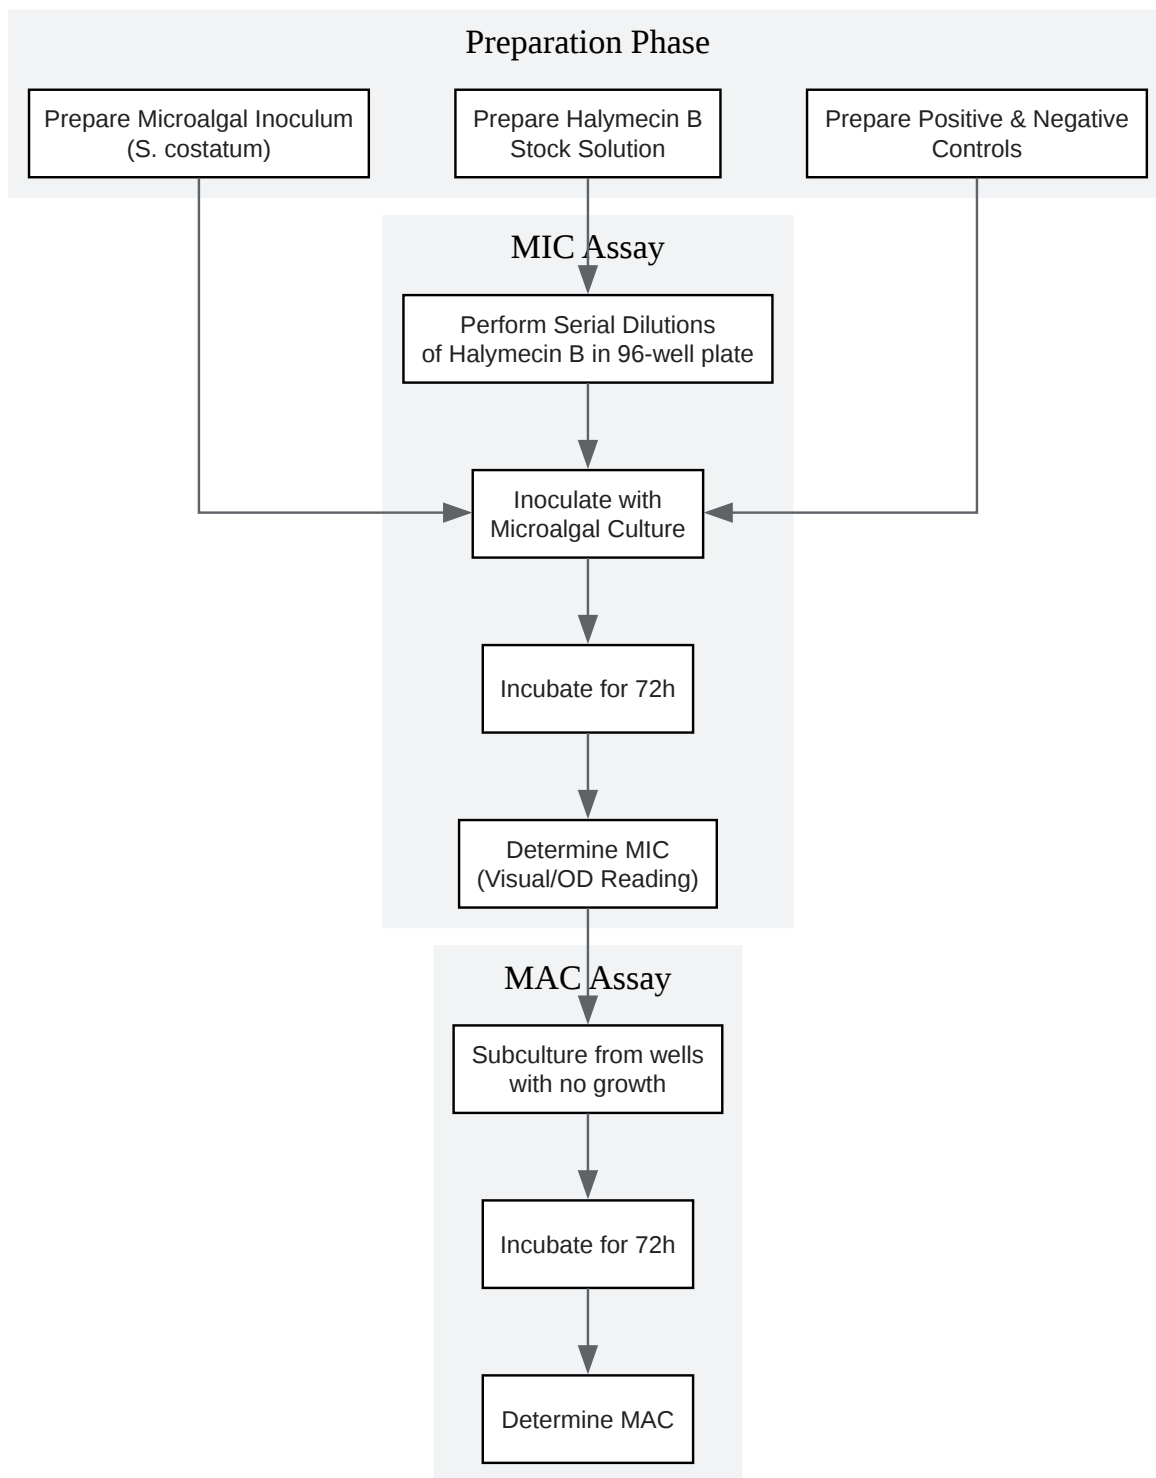 Preparation Phase
Prepare Microalgal Inoculum
(S. costatum)
Prepare Halymecin B
Stock Solution
Prepare Positive & Negative
Controls
MIC Assay
Perform Serial Dilutions
of Halymecin B in 96-well plate
Inoculate with
Microalgal Culture
Incubate for 72h
Determine MIC
(Visual/OD Reading)
MAC Assay
Subculture from wells
with no growth
Incubate for 72h
Determine MAC